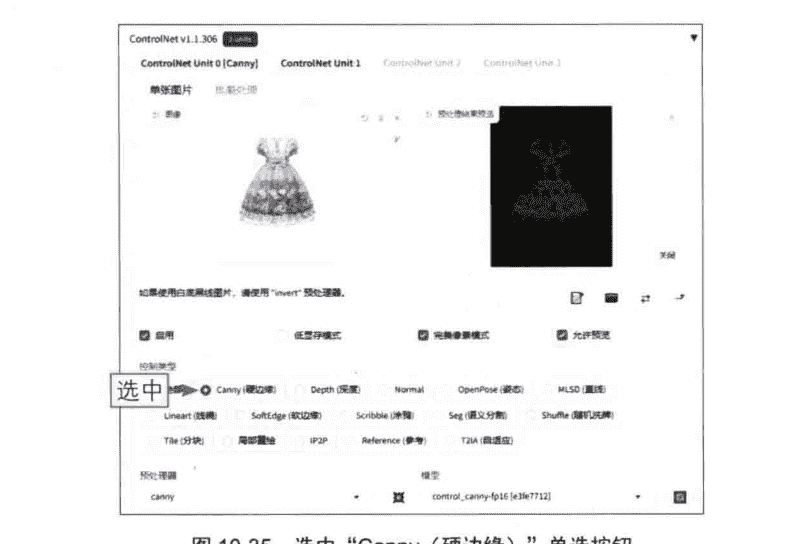 ControlNet v1.1.306 2 units
ControlNet Unit 0 [Canny] ControlNet Unit 1 ControlNet Unit 2 ControlNet Unit 3
单张图片 批量处理
图像 预处理结果预览
关闭
如果使用白底黑线图片，请使用 "invert" 预处理器。
启用 低显存模式 完美像素模式 允许预览
控制类型
选中 全部 Canny (硬边缘) Depth (深度) Normal OpenPose (姿态) MLSD (直线)
Lineart (线稿) SoftEdge (软边缘) Scribble (涂鸦) Seg (语义分割) Shuffle (随机洗牌)
Tile (分块) 局部重绘 IP2P Reference (参考) T2IA (自适应)
预处理器 模型
canny control_canny-fp16 [e3fe7712]
图 10-35 选中“Canny（硬边缘）”单选按钮